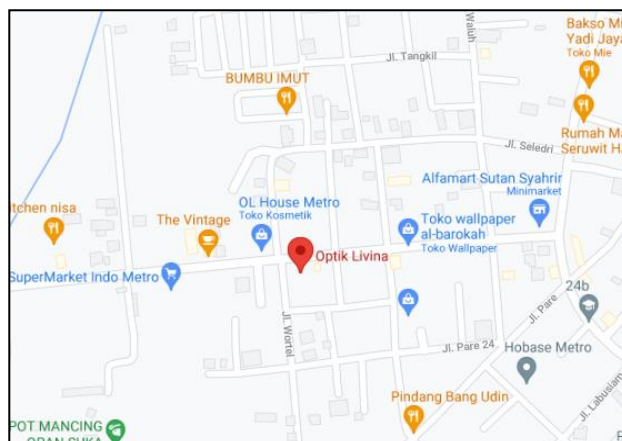 Bakso Mi
Yadi Jaya
Toko Mie
Waluh
Jl. Tangkil
BUMBU IMUT
Jl. Seledri
Rumah Ma
Seruwit H
Alfamart Sutan Syahrir
Minimarket
OL House Metro
Toko Kosmetik
tchen nisa
The Vintage
Toko wallpaper
al-barokah
Toko Wallpaper
Optik Livina
SuperMarket Indo Metro
24b
Jl. Pare
Jl. Wortel
Jl. Pare 24
Hobase Metro
Jl. Labusiam
Pindang Bang Udin
POT MANCING